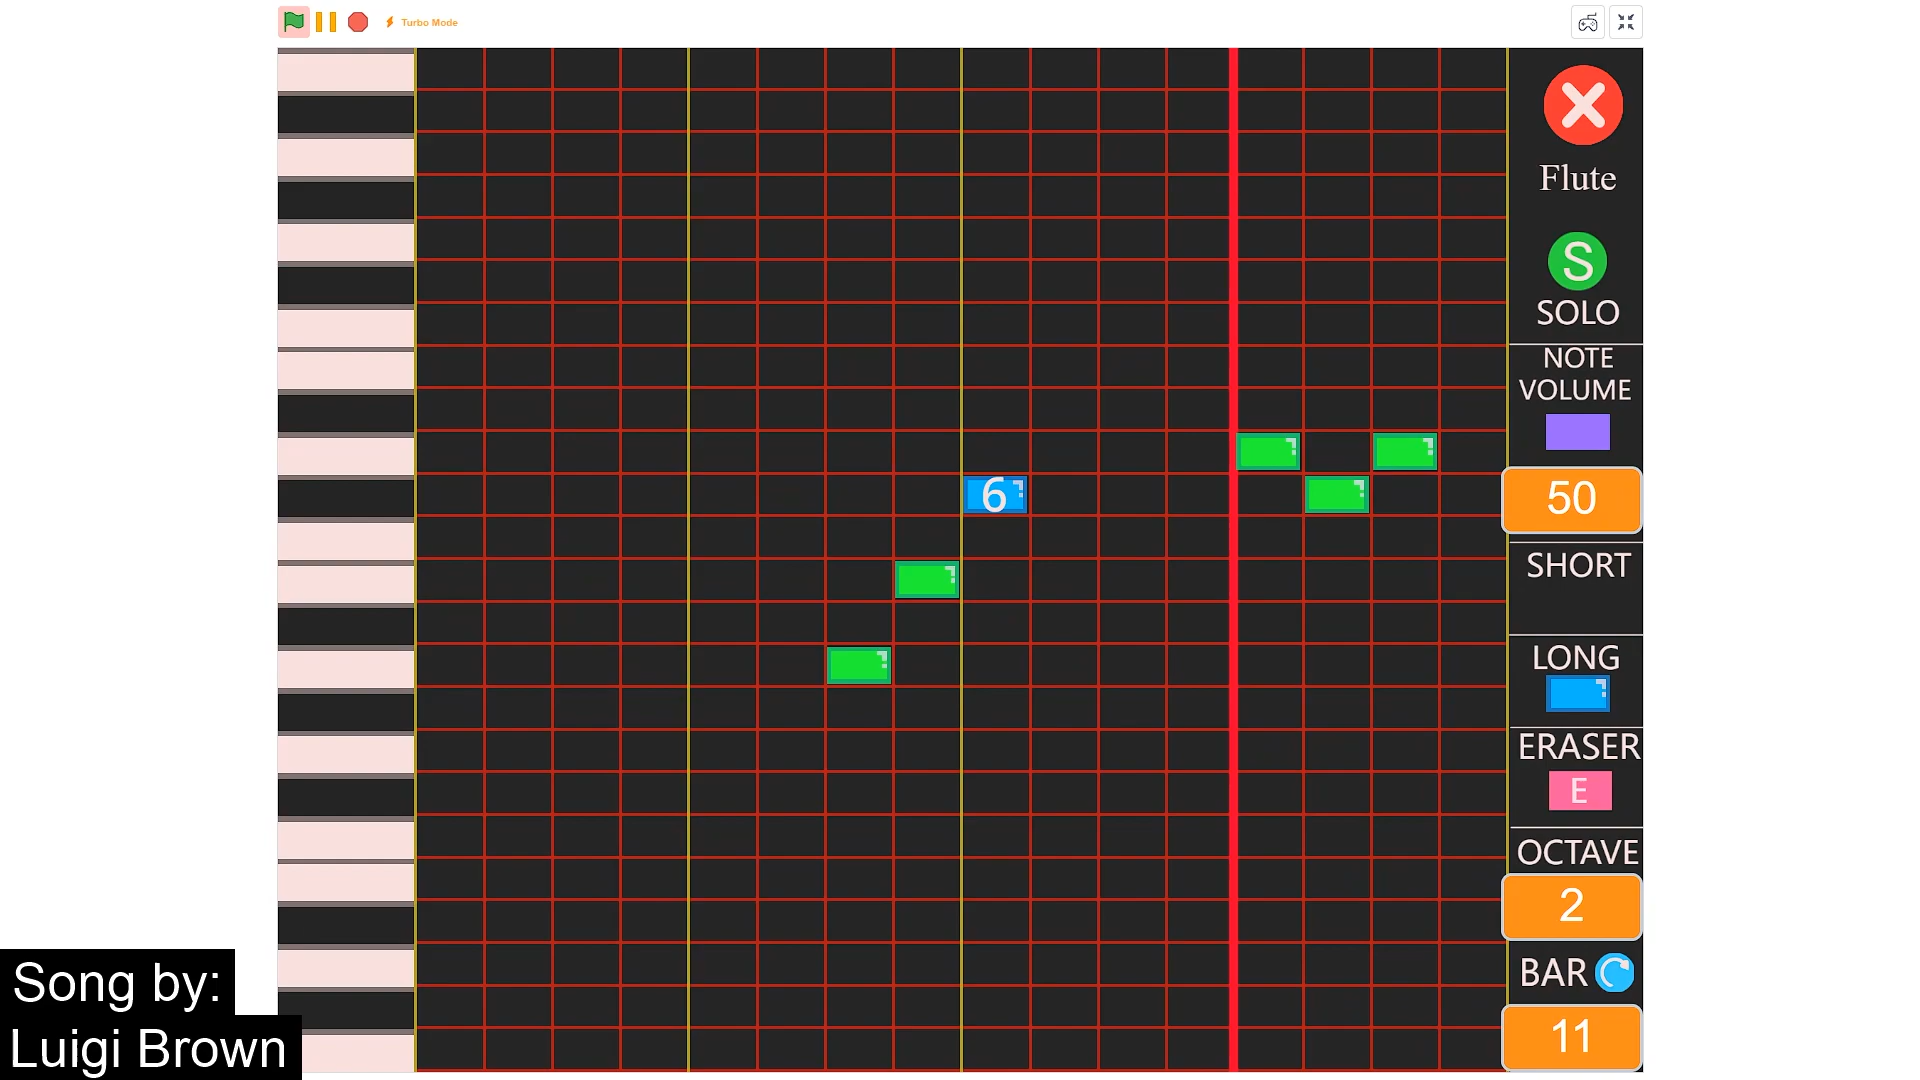 Turbo Mode
Flute
S
SOLO
NOTE
VOLUME
50
6
SHORT
LONG
ERASER
E
OCTAVE
2
BAR
11
Song by:
Luigi Brown